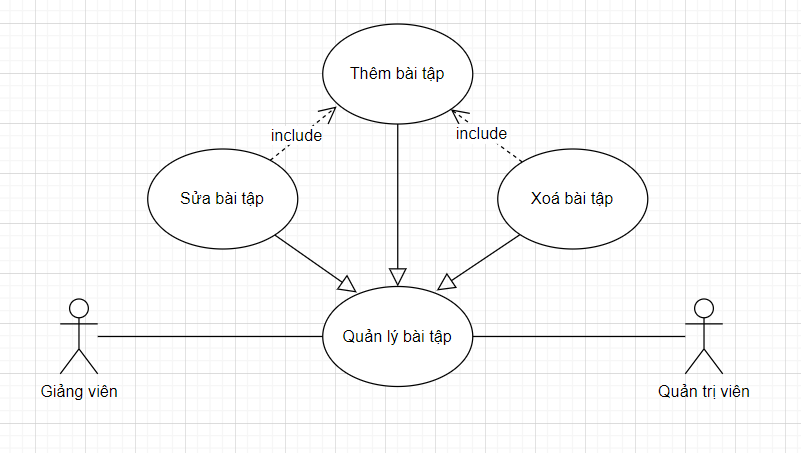 Thêm bài tập
include
include
Sửa bài tập
Xoá bài tập
Quản lý bài tập
Giảng viên
Quản trị viên